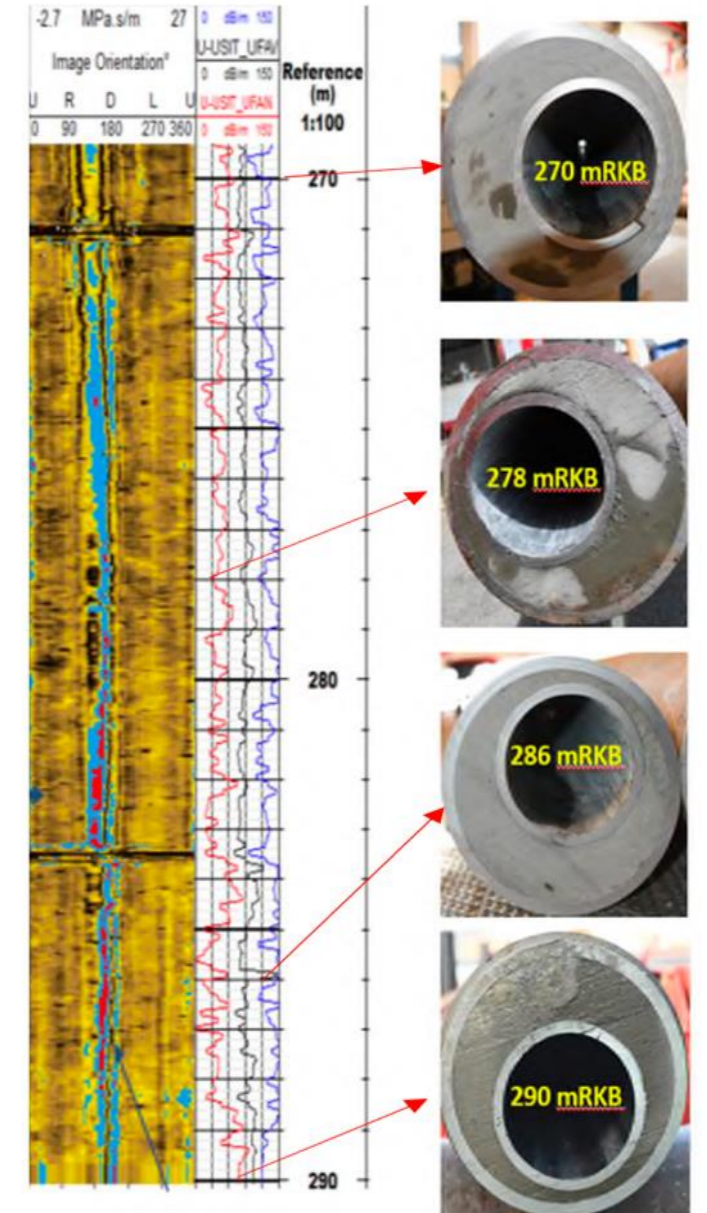 -2.7 MPa.s/m 27
Image Orientation°
U R D L U
0 90 180 270 360
0 dB/m 150
U-USIT_UFAV
0 dB/m 150
U-USIT_UFAN
0 dB/m 150
Reference
(m)
1:100
270
280
290
270 mRKB
278 mRKB
286 mRKB
290 mRKB